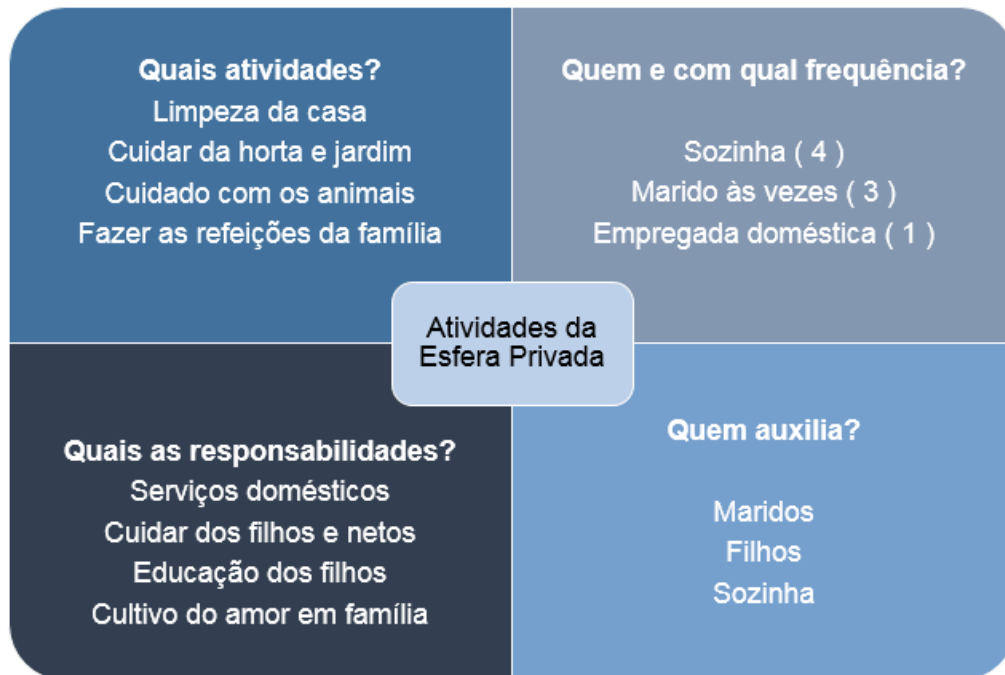 Quais atividades?
Limpeza da casa
Cuidar da horta e jardim
Cuidado com os animais
Fazer as refeições da família
Quem e com qual frequência?
Sozinha ( 4 )
Marido às vezes ( 3 )
Empregada doméstica ( 1 )
Atividades da
Esfera Privada
Quais as responsabilidades?
Serviços domésticos
Cuidar dos filhos e netos
Educação dos filhos
Cultivo do amor em família
Quem auxilia?
Maridos
Filhos
Sozinha